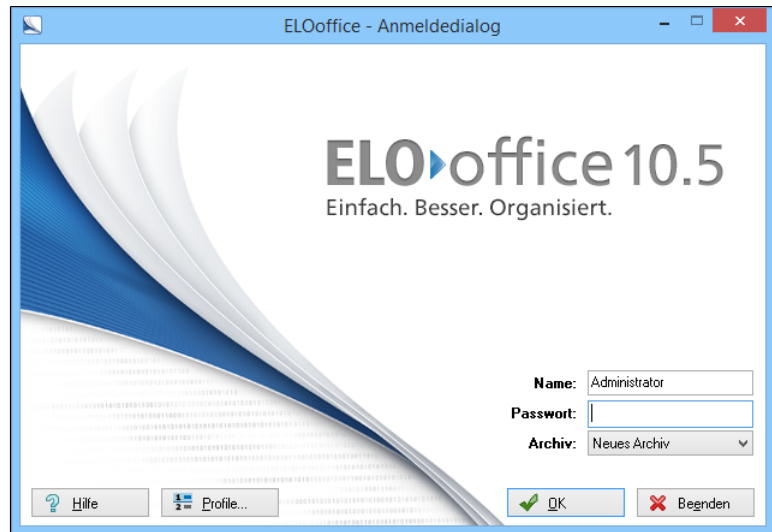 ELOoffice - Anmeldedialog
ELO office 10.5
Einfach. Besser. Organisiert.
Name: Administrator
Passwort:
Archiv: Neues Archiv
Hilfe
Profile...
OK
Beenden